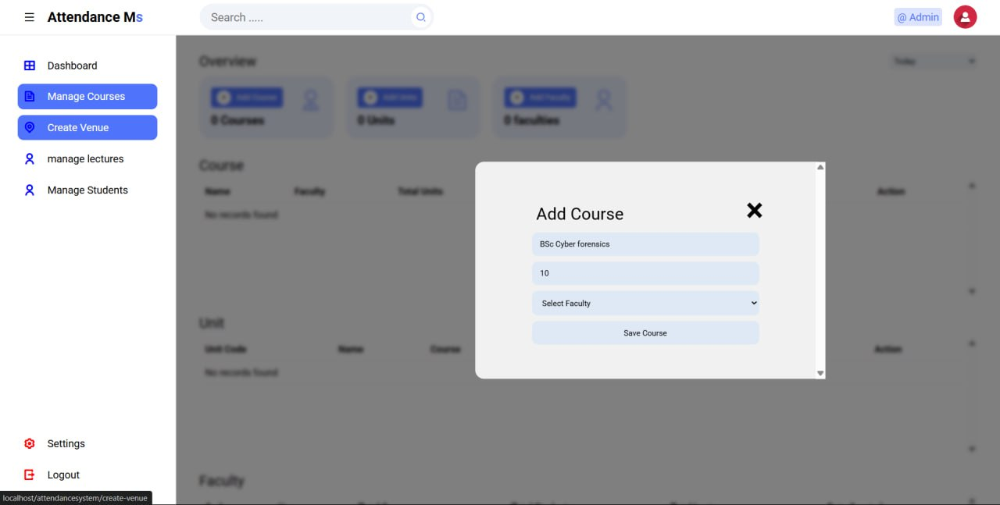 Attendance Ms
Search .....
@ Admin
Dashboard
Manage Courses
Create Venue
manage lectures
Manage Students
Settings
Logout
localhost/attendancesystem/create-venue
Overview
Today
Add Course
0 Courses
Add Units
0 Units
Add Faculty
0 faculties
Course
Name Faculty Total Units Action
No records found
Unit
Unit Code Name Course Action
No records found
Faculty
Add Course
BSc Cyber forensics
10
Select Faculty
Save Course